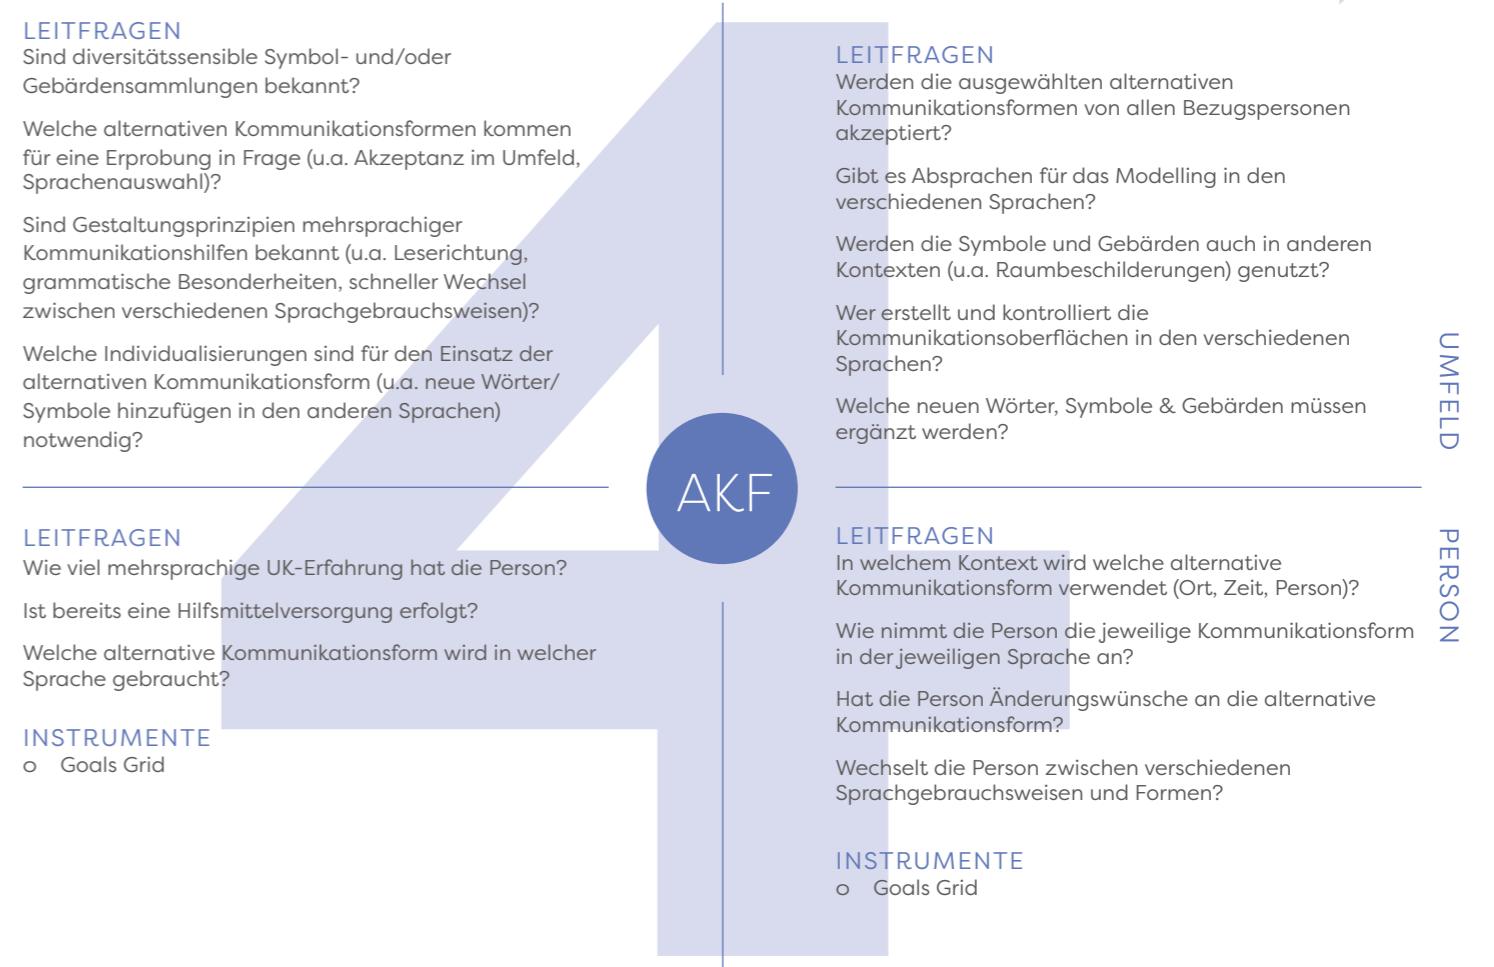 LEITFRAGEN
Sind diversitätssensible Symbol- und/oder
Gebärdensammlungen bekannt?
Welche alternativen Kommunikationsformen kommen
für eine Erprobung in Frage (u.a. Akzeptanz im Umfeld,
Sprachenauswahl)?
Sind Gestaltungsprinzipien mehrsprachiger
Kommunikationshilfen bekannt (u.a. Leserichtung,
grammatische Besonderheiten, schneller Wechsel
zwischen verschiedenen Sprachgebrauchsweisen)?
Welche Individualisierungen sind für den Einsatz der
alternativen Kommunikationsform (u.a. neue Wörter/
Symbole hinzufügen in den anderen Sprachen)
notwendig?
LEITFRAGEN
Werden die ausgewählten alternativen
Kommunikationsformen von allen Bezugspersonen
akzeptiert?
Gibt es Absprachen für das Modelling in den
verschiedenen Sprachen?
Werden die Symbole und Gebärden auch in anderen
Kontexten (u.a. Raumbeschilderungen) genutzt?
Wer erstellt und kontrolliert die
Kommunikationsoberflächen in den verschiedenen
Sprachen?
Welche neuen Wörter, Symbole & Gebärden müssen
ergänzt werden?
UMFELD
4
AKF
LEITFRAGEN
Wie viel mehrsprachige UK-Erfahrung hat die Person?
Ist bereits eine Hilfsmittelversorgung erfolgt?
Welche alternative Kommunikationsform wird in welcher
Sprache gebraucht?
INSTRUMENTE
o Goals Grid
LEITFRAGEN
In welchem Kontext wird welche alternative
Kommunikationsform verwendet (Ort, Zeit, Person)?
Wie nimmt die Person die jeweilige Kommunikationsform
in der jeweiligen Sprache an?
Hat die Person Änderungswünsche an die alternative
Kommunikationsform?
Wechselt die Person zwischen verschiedenen
Sprachgebrauchsweisen und Formen?
INSTRUMENTE
o Goals Grid
PERSON